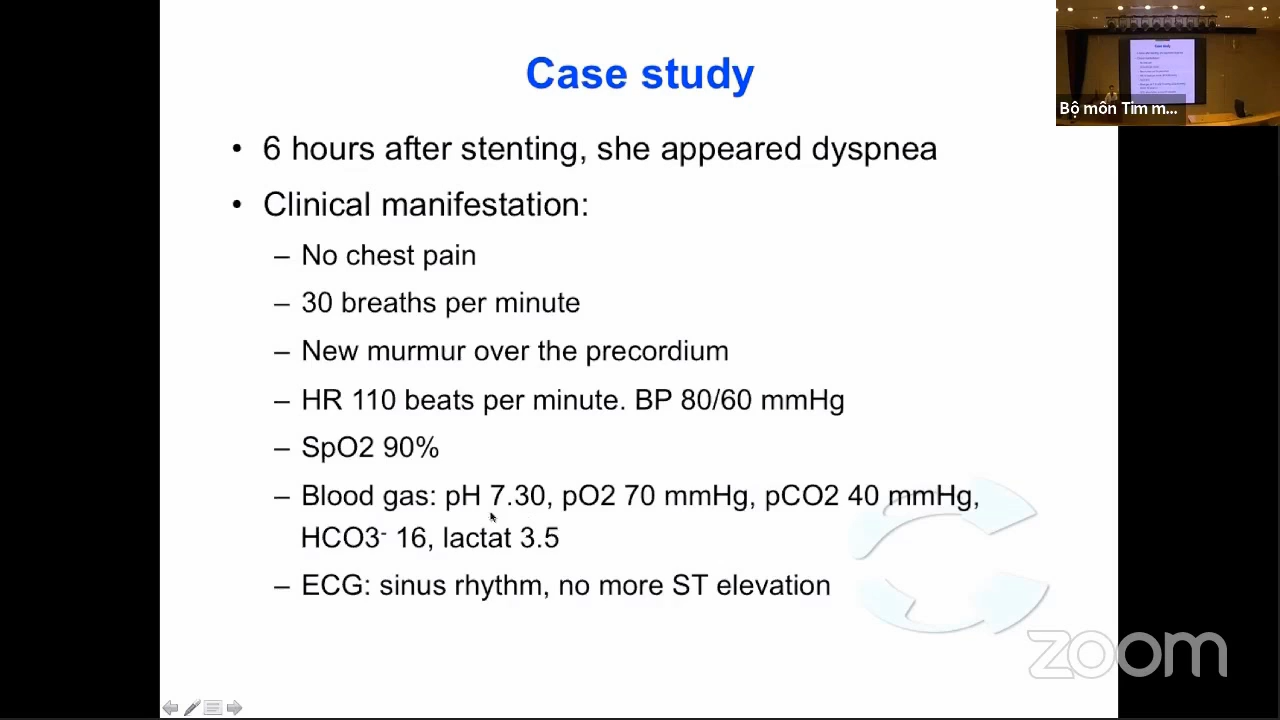 Case study
• 6 hours after stenting, she appeared dyspnea
• Clinical manifestation:
– No chest pain
– 30 breaths per minute
– New murmur over the precordium
– HR 110 beats per minute. BP 80/60 mmHg
– SpO2 90%
– Blood gas: pH 7.30, pO2 70 mmHg, pCO2 40 mmHg,
HCO3- 16, lactat 3.5
– ECG: sinus rhythm, no more ST elevation
Case study
Bộ môn Tim m...
zoom